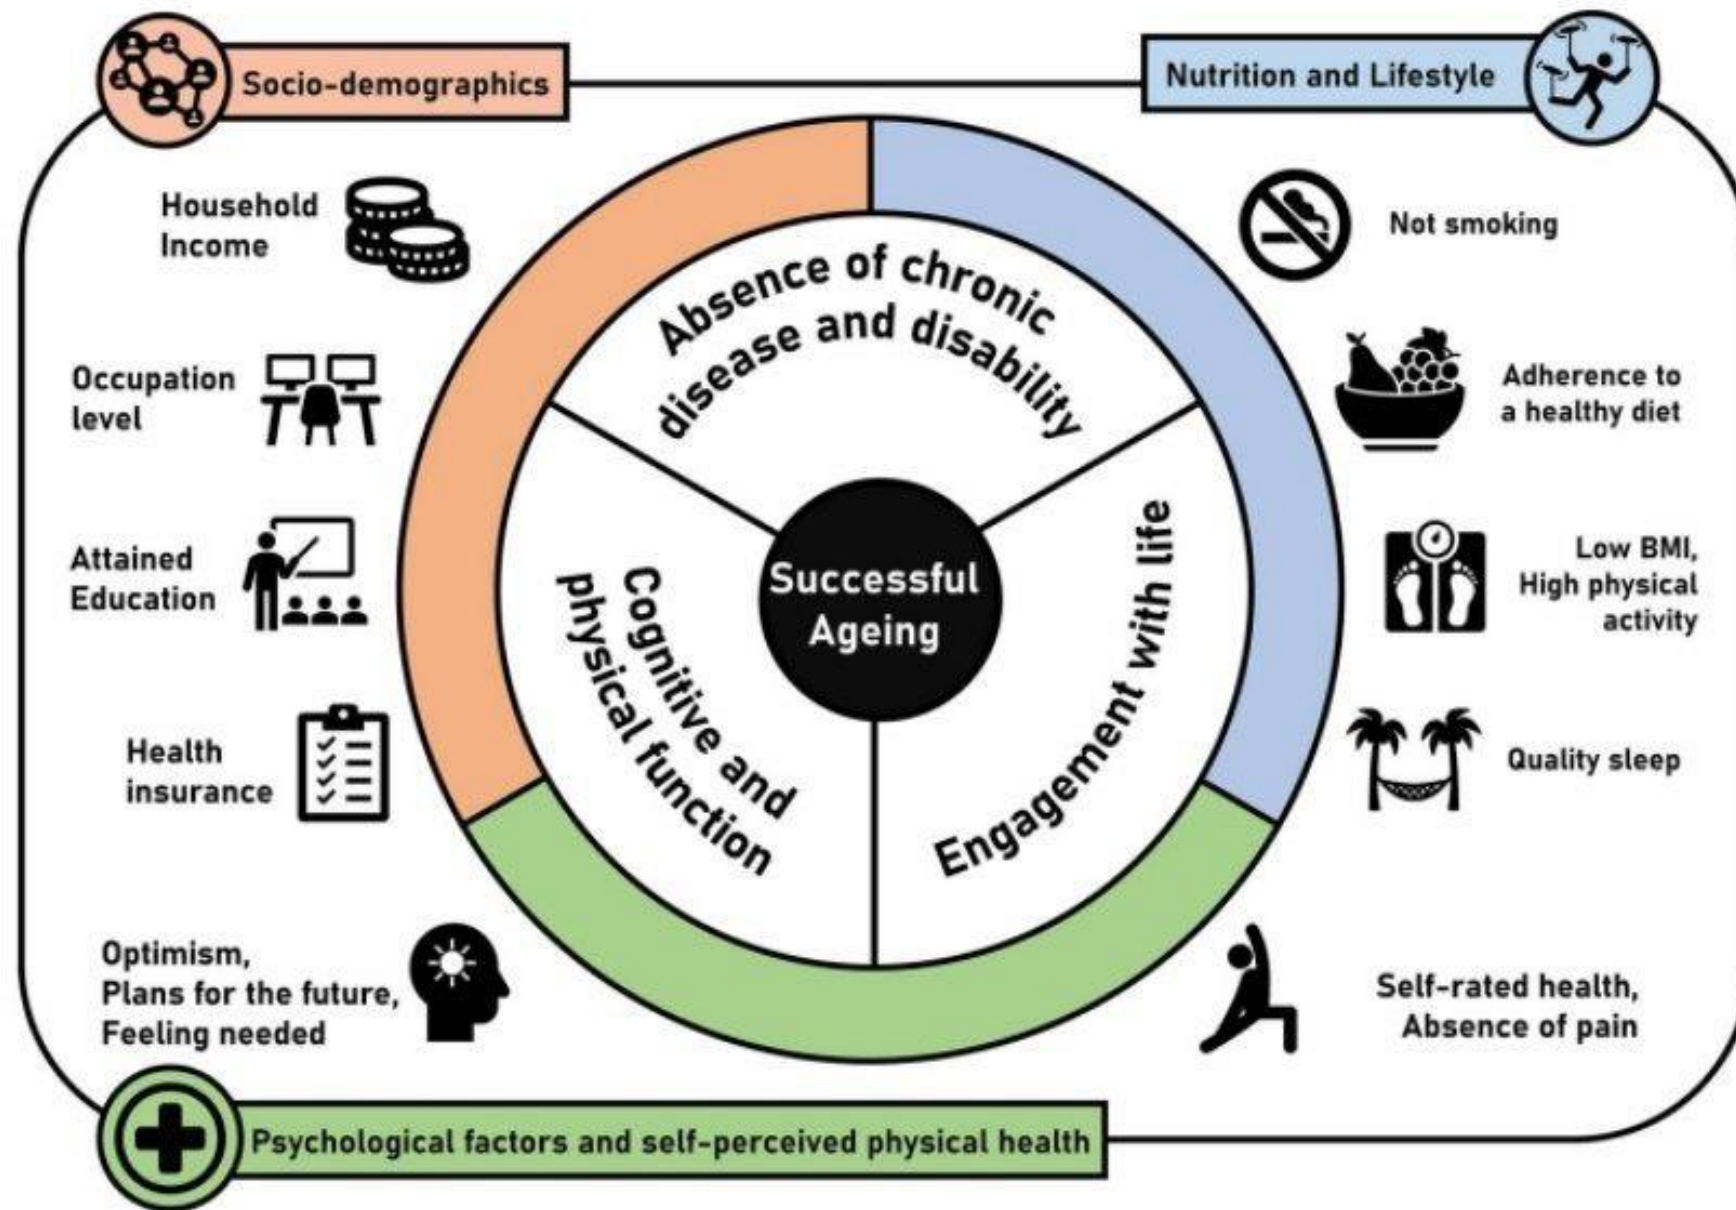 Socio-demographics
Nutrition and Lifestyle
Household
Income
Occupation
level
Attained
Education
Health
insurance
Absence of chronic
disease and disability
Cognitive and
physical function
Engagement with life
Successful
Ageing
Not smoking
Adherence to
a healthy diet
Low BMI,
High physical
activity
Quality sleep
Optimism,
Plans for the future,
Feeling needed
Self-rated health,
Absence of pain
Psychological factors and self-perceived physical health